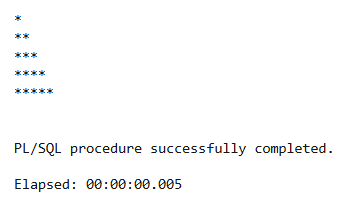 *
**
***
****
*****
PL/SQL procedure successfully completed.
Elapsed: 00:00:00.005